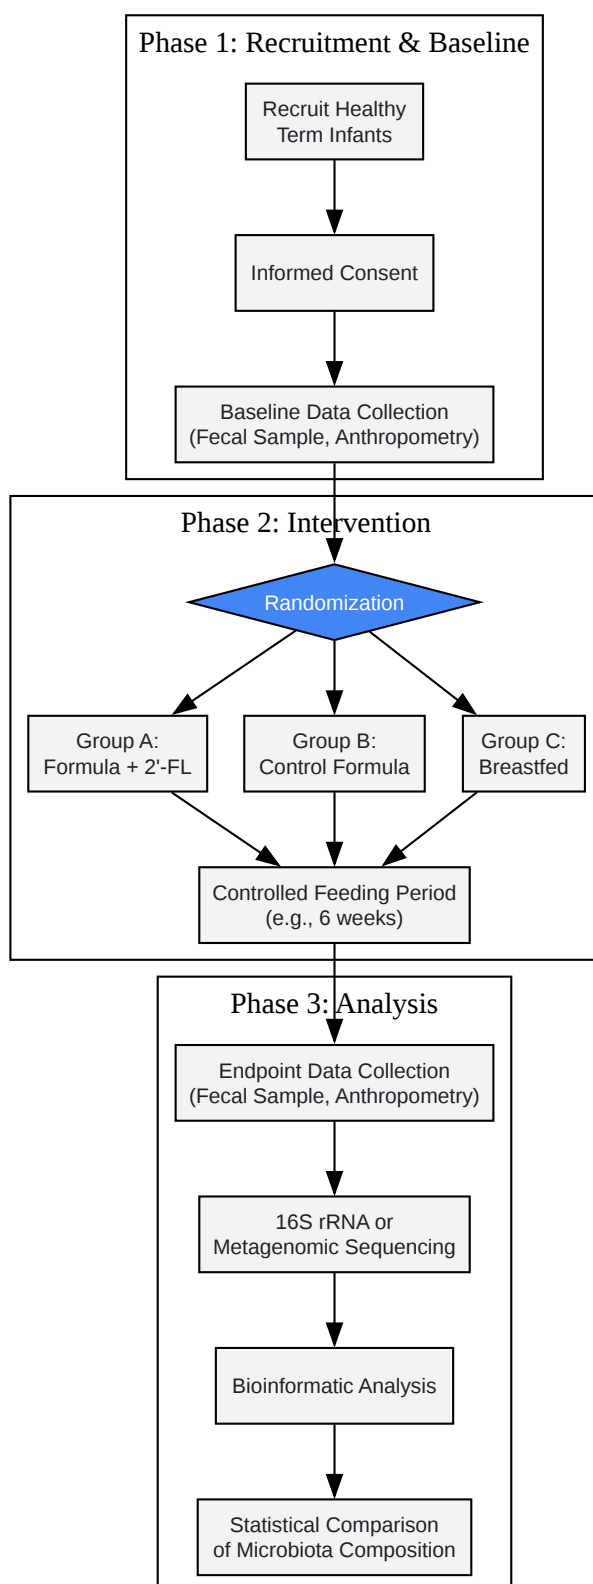 Phase 1: Recruitment & Baseline
Recruit Healthy
Term Infants
Informed Consent
Baseline Data Collection
(Fecal Sample, Anthropometry)
Phase 2: Intervention
Randomization
Group A:
Formula + 2'-FL
Group B:
Control Formula
Group C:
Breastfed
Controlled Feeding Period
(e.g., 6 weeks)
Phase 3: Analysis
Endpoint Data Collection
(Fecal Sample, Anthropometry)
16S rRNA or
Metagenomic Sequencing
Bioinformatic Analysis
Statistical Comparison
of Microbiota Composition